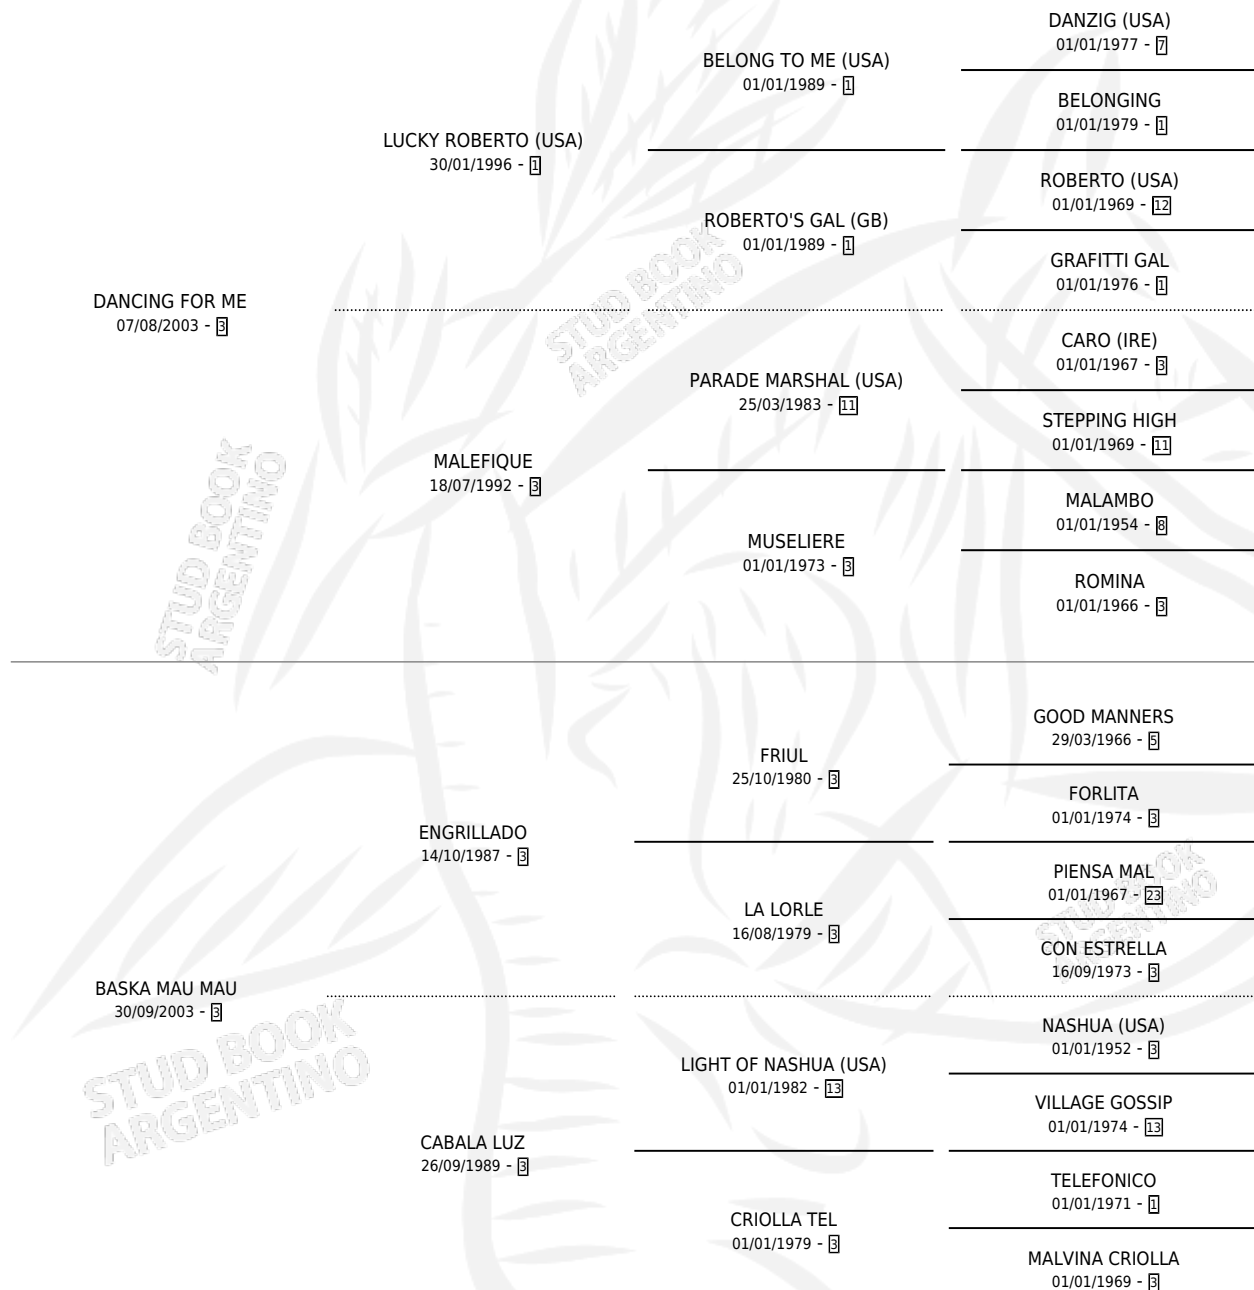 DANZIG (USA)
01/01/1977 - 7
BELONG TO ME (USA)
01/01/1989 - 1
BELONGING
01/01/1979 - 1
LUCKY ROBERTO (USA)
30/01/1996 - 1
ROBERTO (USA)
01/01/1969 - 12
ROBERTO'S GAL (GB)
01/01/1989 - 1
GRAFITTI GAL
01/01/1976 - 1
DANCING FOR ME
07/08/2003 - 3
STUD BOOK
ARGENTINO
CARO (IRE)
01/01/1967 - 3
PARADE MARSHAL (USA)
25/03/1983 - 11
STEPPING HIGH
01/01/1969 - 11
MALEFIQUE
18/07/1992 - 3
MALAMBO
01/01/1954 - 8
MUSELIERE
01/01/1973 - 3
ROMINA
01/01/1966 - 3
STUD BOOK
ARGENTINO
GOOD MANNERS
29/03/1966 - 5
FRIUL
25/10/1980 - 3
FORLITA
01/01/1974 - 3
ENGRILLADO
14/10/1987 - 3
PIENSA MAL
01/01/1967 - 23
LA LORLE
16/08/1979 - 3
STUD BOOK
ARGENTINO
CON ESTRELLA
16/09/1973 - 3
BASKA MAU MAU
30/09/2003 - 3
STUD BOOK
ARGENTINO
NASHUA (USA)
01/01/1952 - 3
LIGHT OF NASHUA (USA)
01/01/1982 - 13
VILLAGE GOSSIP
01/01/1974 - 13
CABALA LUZ
26/09/1989 - 3
TELEFONICO
01/01/1971 - 1
CRIOLLA TEL
01/01/1979 - 3
MALVINA CRIOLLA
01/01/1969 - 3